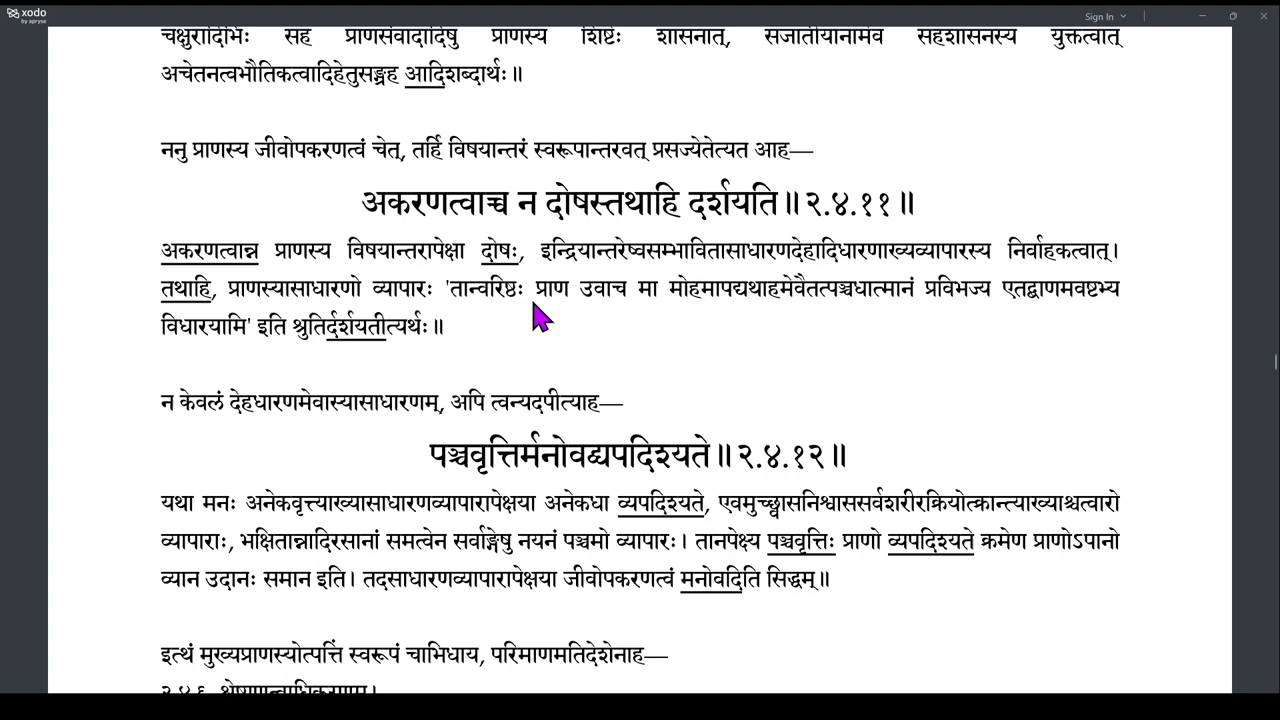 xodo
by apryse
Sign In
चक्षुरादिभिः सह प्राणसंवादादिषु प्राणस्य शिष्टेः शासनात्, सजातीयानामेव सहशासनस्य युक्तत्वात्
अचेतनत्वभौतिकत्वादिहेतुसङ्ग्रह आदिशब्दार्थः॥
ननु प्राणस्य जीवोपकरणत्वं चेत्, तर्हि विषयान्तरं स्वरूपान्तरवत् प्रसज्येतेत्यत आह—
अकरणत्वाच्च न दोषस्तथाहि दर्शयति॥२.४.११॥
अकरणत्वान्न प्राणस्य विषयान्तरापेक्षा दोषः, इन्द्रियान्तरेष्वसम्भावितासाधारणदेहादिधारणाख्यव्यापारस्य निर्वाहकत्वात्।
तथाहि, प्राणस्यासाधारणो व्यापारः 'तान्वरिष्ठः प्राण उवाच मा मोहमापद्यथाहमेवैतत्पञ्चधात्मानं प्रविभज्य एतद्बाणमवष्टभ्य
विधारयामि' इति श्रुतिर्दर्शयतीत्यर्थः॥
न केवलं देहधारणमेवास्यासाधारणम्, अपि त्वन्यदपीत्याह—
पञ्चवृत्तिर्मनोवद्व्यपदिश्यते॥२.४.१२॥
यथा मनः अनेकवृत्त्याख्यासाधारणव्यापारापेक्षया अनेकधा व्यपदिश्यते, एवमुच्छ्वासनिश्वाससर्वशरीरक्रियोत्क्रान्त्याख्याश्चत्वारो
व्यापाराः, भक्षितान्नादिरसानां समत्वेन सर्वाङ्गेषु नयनं पञ्चमो व्यापारः। तानपेक्ष्य पञ्चवृत्तिः प्राणो व्यपदिश्यते क्रमेण प्राणोऽपानो
व्यान उदानः समान इति। तदसाधारणव्यापारापेक्षया जीवोपकरणत्वं मनोवदिति सिद्धम्॥
इत्थं मुख्यप्राणस्योत्पत्तिं स्वरूपं चाभिधाय, परिमाणमतिदेशेनाह—